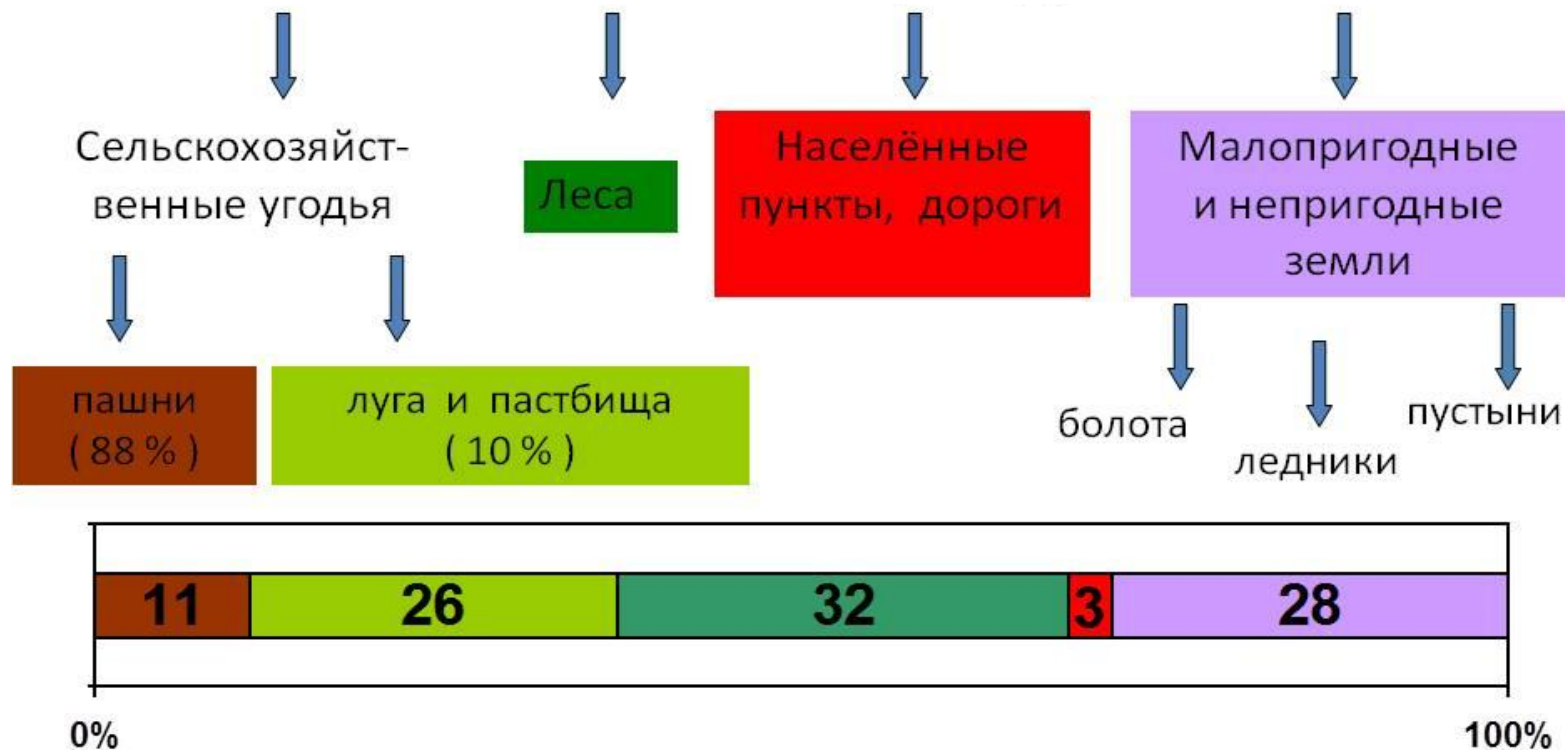 Сельскохозяйст-
венные угодья
Леса
Населённые
пункты, дороги
Малопригодные
и непригодные
земли
пашни
( 88 % )
луга и пастбища
( 10 % )
болота
ледники
пустыни
11
26
32
3
28
0%
100%